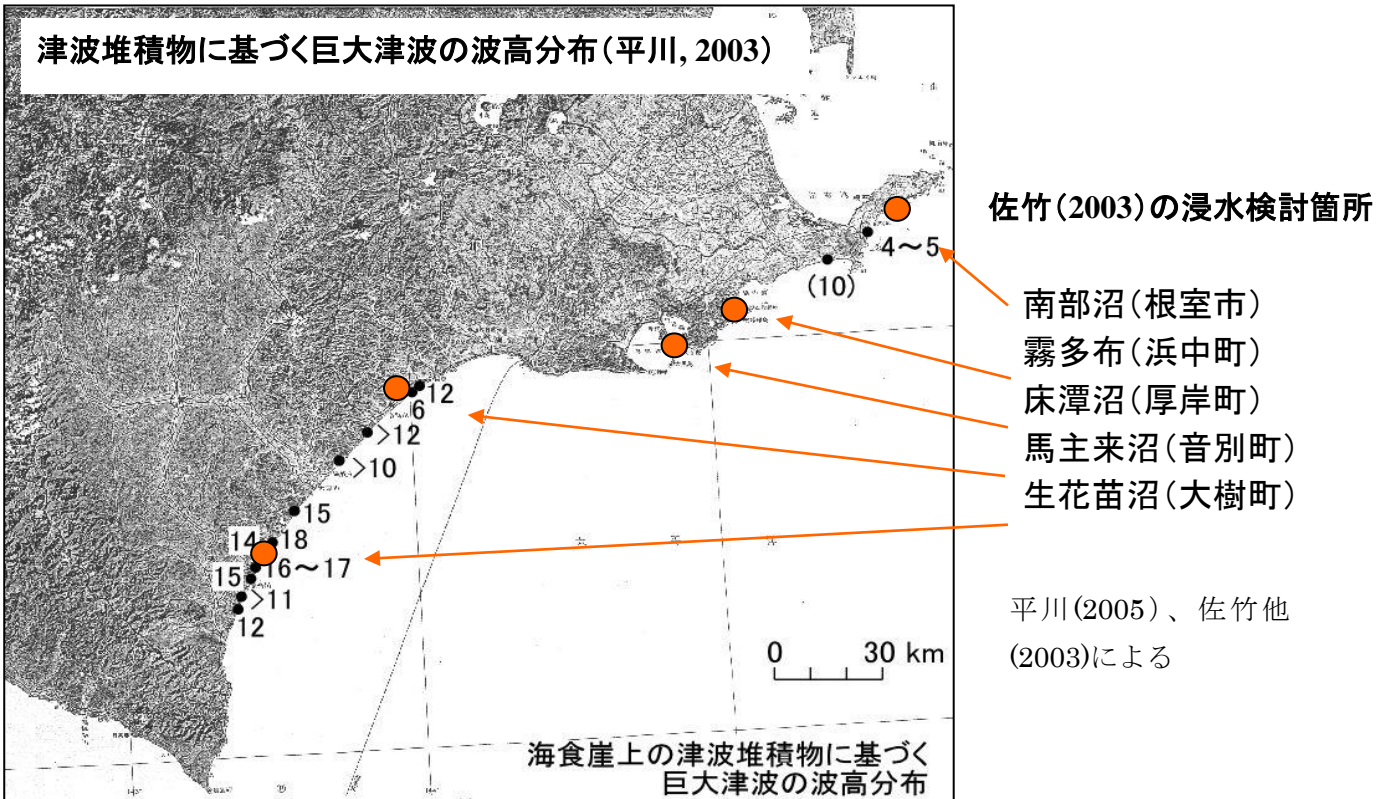 津波堆積物に基づく巨大津波の波高分布(平川, 2003)
佐竹(2003)の浸水検討箇所
4～5
(10)
南部沼(根室市)
霧多布(浜中町)
床潭沼(厚岸町)
馬主来沼(音別町)
生花苗沼(大樹町)
12
6
>12
>10
15
18
14
16～17
15
>11
12
平川(2005)、佐竹他
(2003)による
0 30 km
海食崖上の津波堆積物に基づく
巨大津波の波高分布